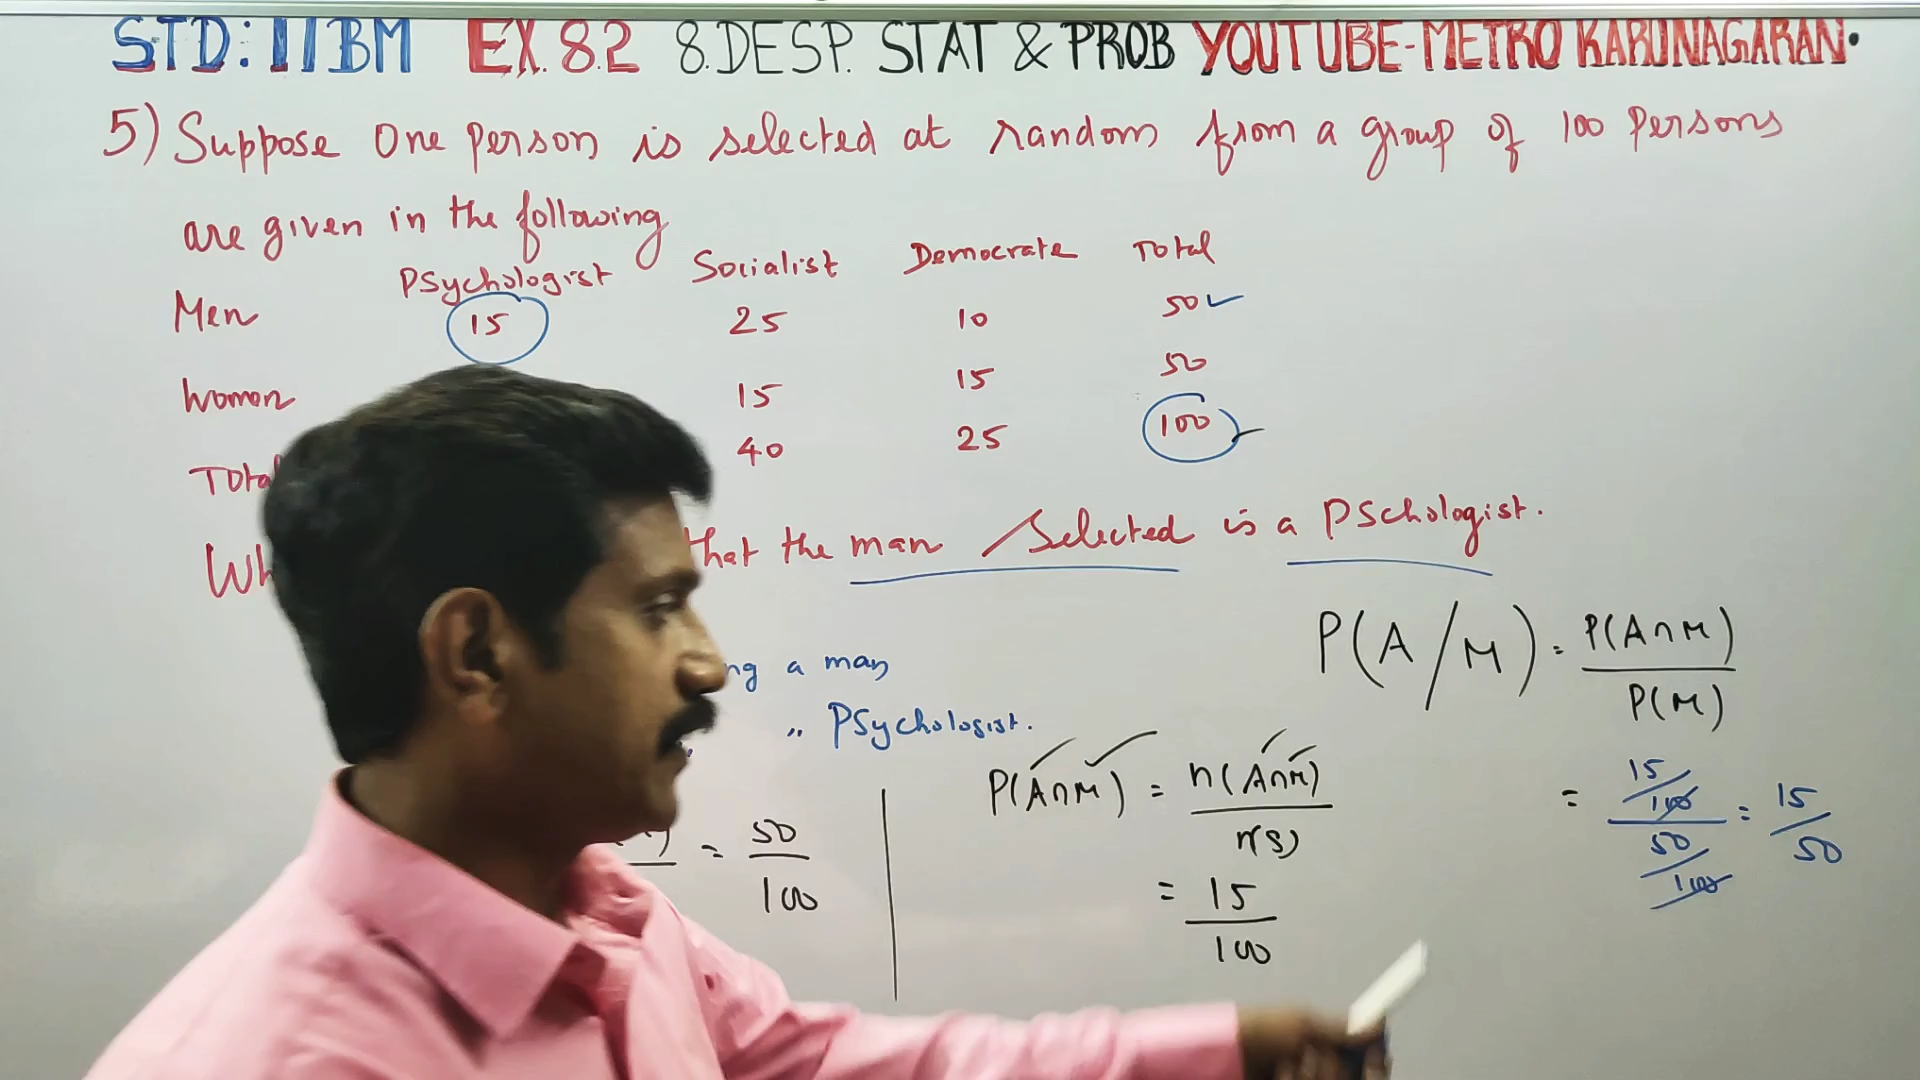 STD:11BM EX.8.2 8.DESP. STAT & PROB YOUTUBE-METRO KARUNAGARAN.
5) Suppose One person is selected at random from a group of 100 Persons
are given in the following
Psychologist Socialist Democrate Total
Men 15 25 10 50
Women 15 15 50
40 25 100
that the man Selected is a Pschologist.
a man
" Psychologist.
P(A/M) = P(A∩M)
P(M)
= 15/100
50/100
= 15/50
P(A∩M) = n(A∩M)
n(S)
= 15
100
= 50
100